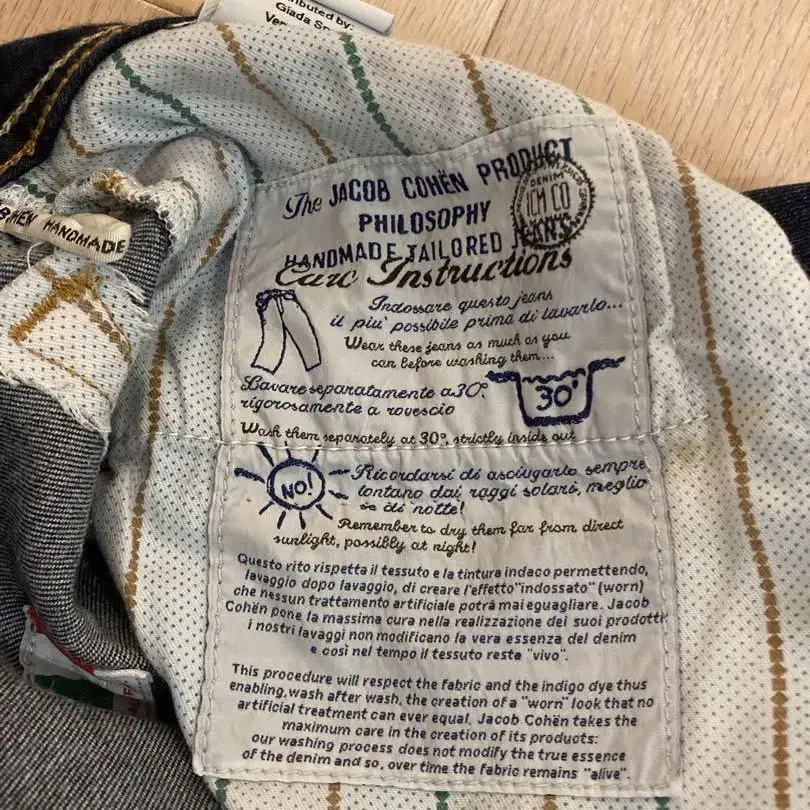 Giada S
Ver
HANDMADE
The JACOB COHËN PRODUCT
PHILOSOPHY
HANDMADE TAILORED JEANS
DENIM
ICM CO
Care Instructions
Indossare questo jeans
il piu' possibile prima di lavarlo...
Wear these jeans as much as you
can before washing them...
Lavare separatamente a 30°
rigorosamente a rovescio
30°
Wash them separately at 30°, strictly inside out
NO!
Ricordarsi di asciugarlo sempre
lontano dai raggi solari, meglio
se di notte!
Remember to dry them far from direct
sunlight, possibly at night!
Questo rito rispetta il tessuto e la tintura indaco permettendo,
lavaggio dopo lavaggio, di creare l'effetto "indossato" (worn)
che nessun trattamento artificiale potrá mai eguagliare. Jacob
Cohën pone la massima cura nella realizzazione dei suoi prodotti:
i nostri lavaggi non modificano la vera essenza del denim
e così nel tempo il tessuto resta "vivo".
This procedure will respect the fabric and the indigo dye thus
enabling, wash after wash, the creation of a "worn" look that no
artificial treatment can ever equal. Jacob Cohën takes the
maximum care in the creation of its products:
our washing process does not modify the true essence
of the denim and so, over time the fabric remains "alive".